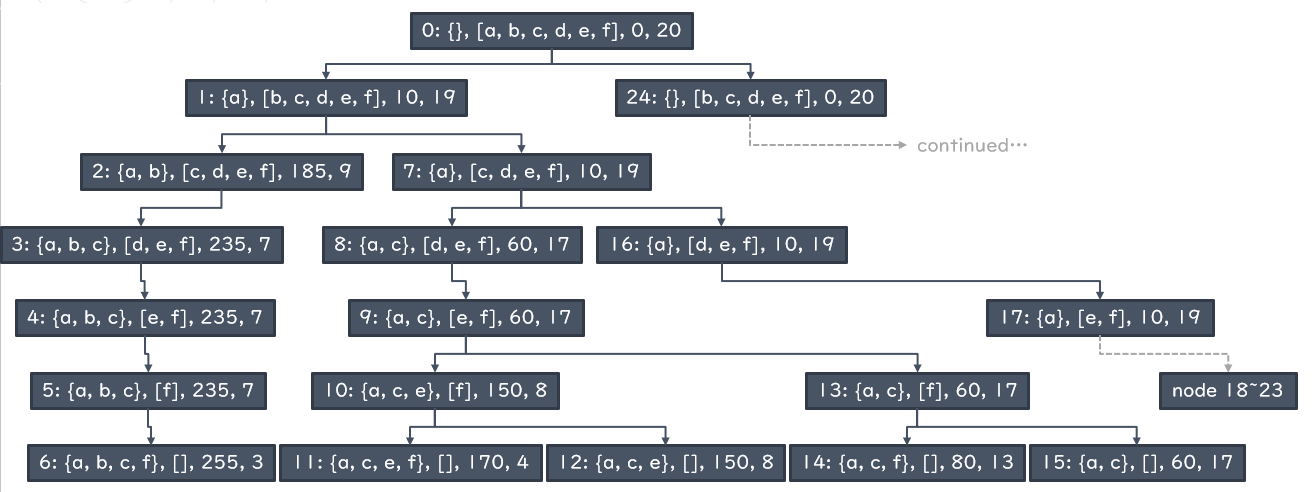 0: {}, [a, b, c, d, e, f], 0, 20
1: {a}, [b, c, d, e, f], 10, 19
24: {}, [b, c, d, e, f], 0, 20
continued···
2: {a, b}, [c, d, e, f], 185, 9
7: {a}, [c, d, e, f], 10, 19
3: {a, b, c}, [d, e, f], 235, 7
8: {a, c}, [d, e, f], 60, 17
16: {a}, [d, e, f], 10, 19
4: {a, b, c}, [e, f], 235, 7
9: {a, c}, [e, f], 60, 17
17: {a}, [e, f], 10, 19
5: {a, b, c}, [f], 235, 7
10: {a, c, e}, [f], 150, 8
13: {a, c}, [f], 60, 17
node 18~23
6: {a, b, c, f}, [], 255, 3
11: {a, c, e, f}, [], 170, 4
12: {a, c, e}, [], 150, 8
14: {a, c, f}, [], 80, 13
15: {a, c}, [], 60, 17